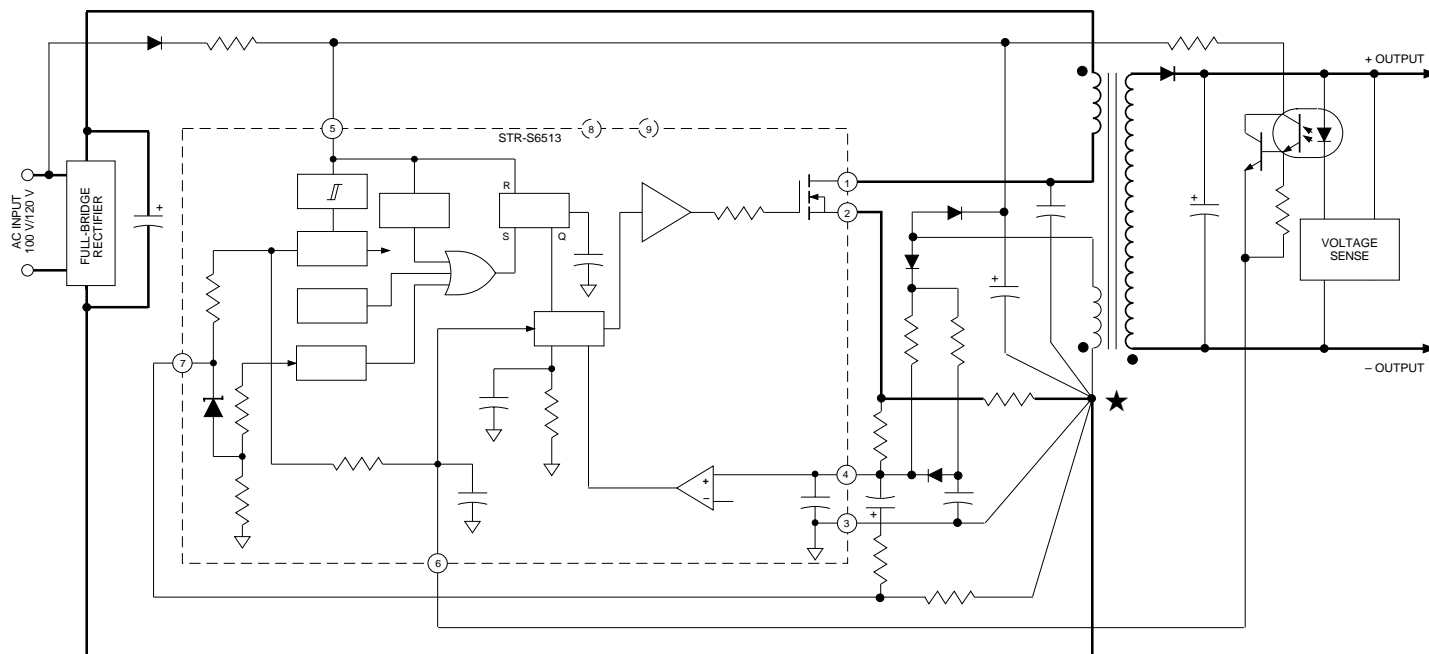 + OUTPUT
5
STR-S6513
8
9
1
2
R
S
Q
AC INPUT
100 V/120 V
FULL-BRIDGE
RECTIFIER
+
+
+
VOLTAGE
SENSE
7
– OUTPUT
4
+
–
+
3
6